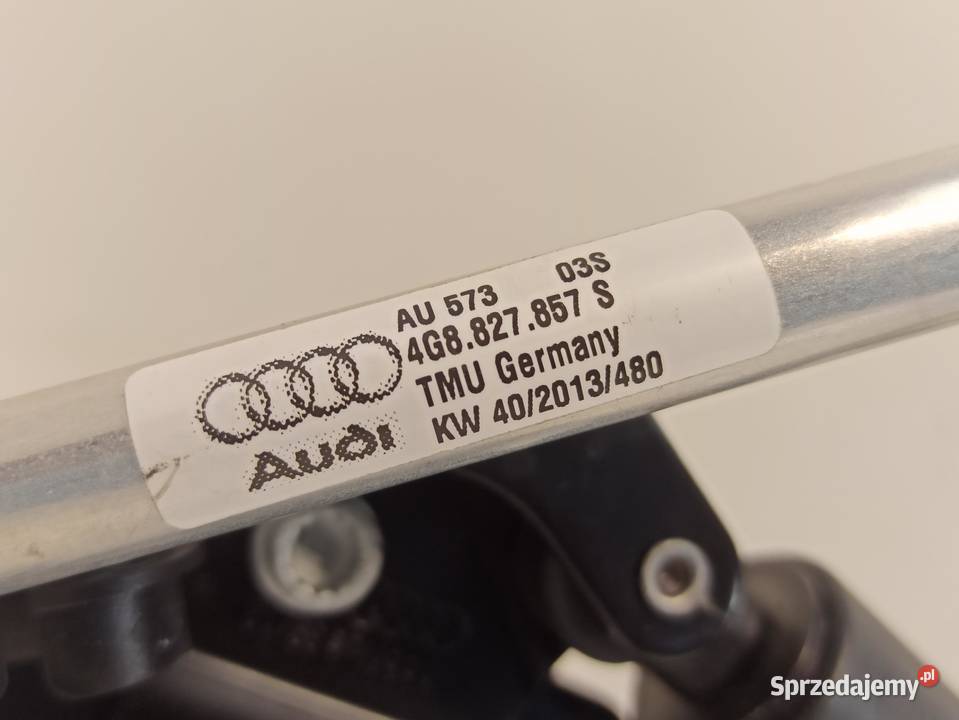 AU 573 03S
4G8.827.857 S
TMU Germany
KW 40/2013/480
AUDI
Sprzedajemy.pl